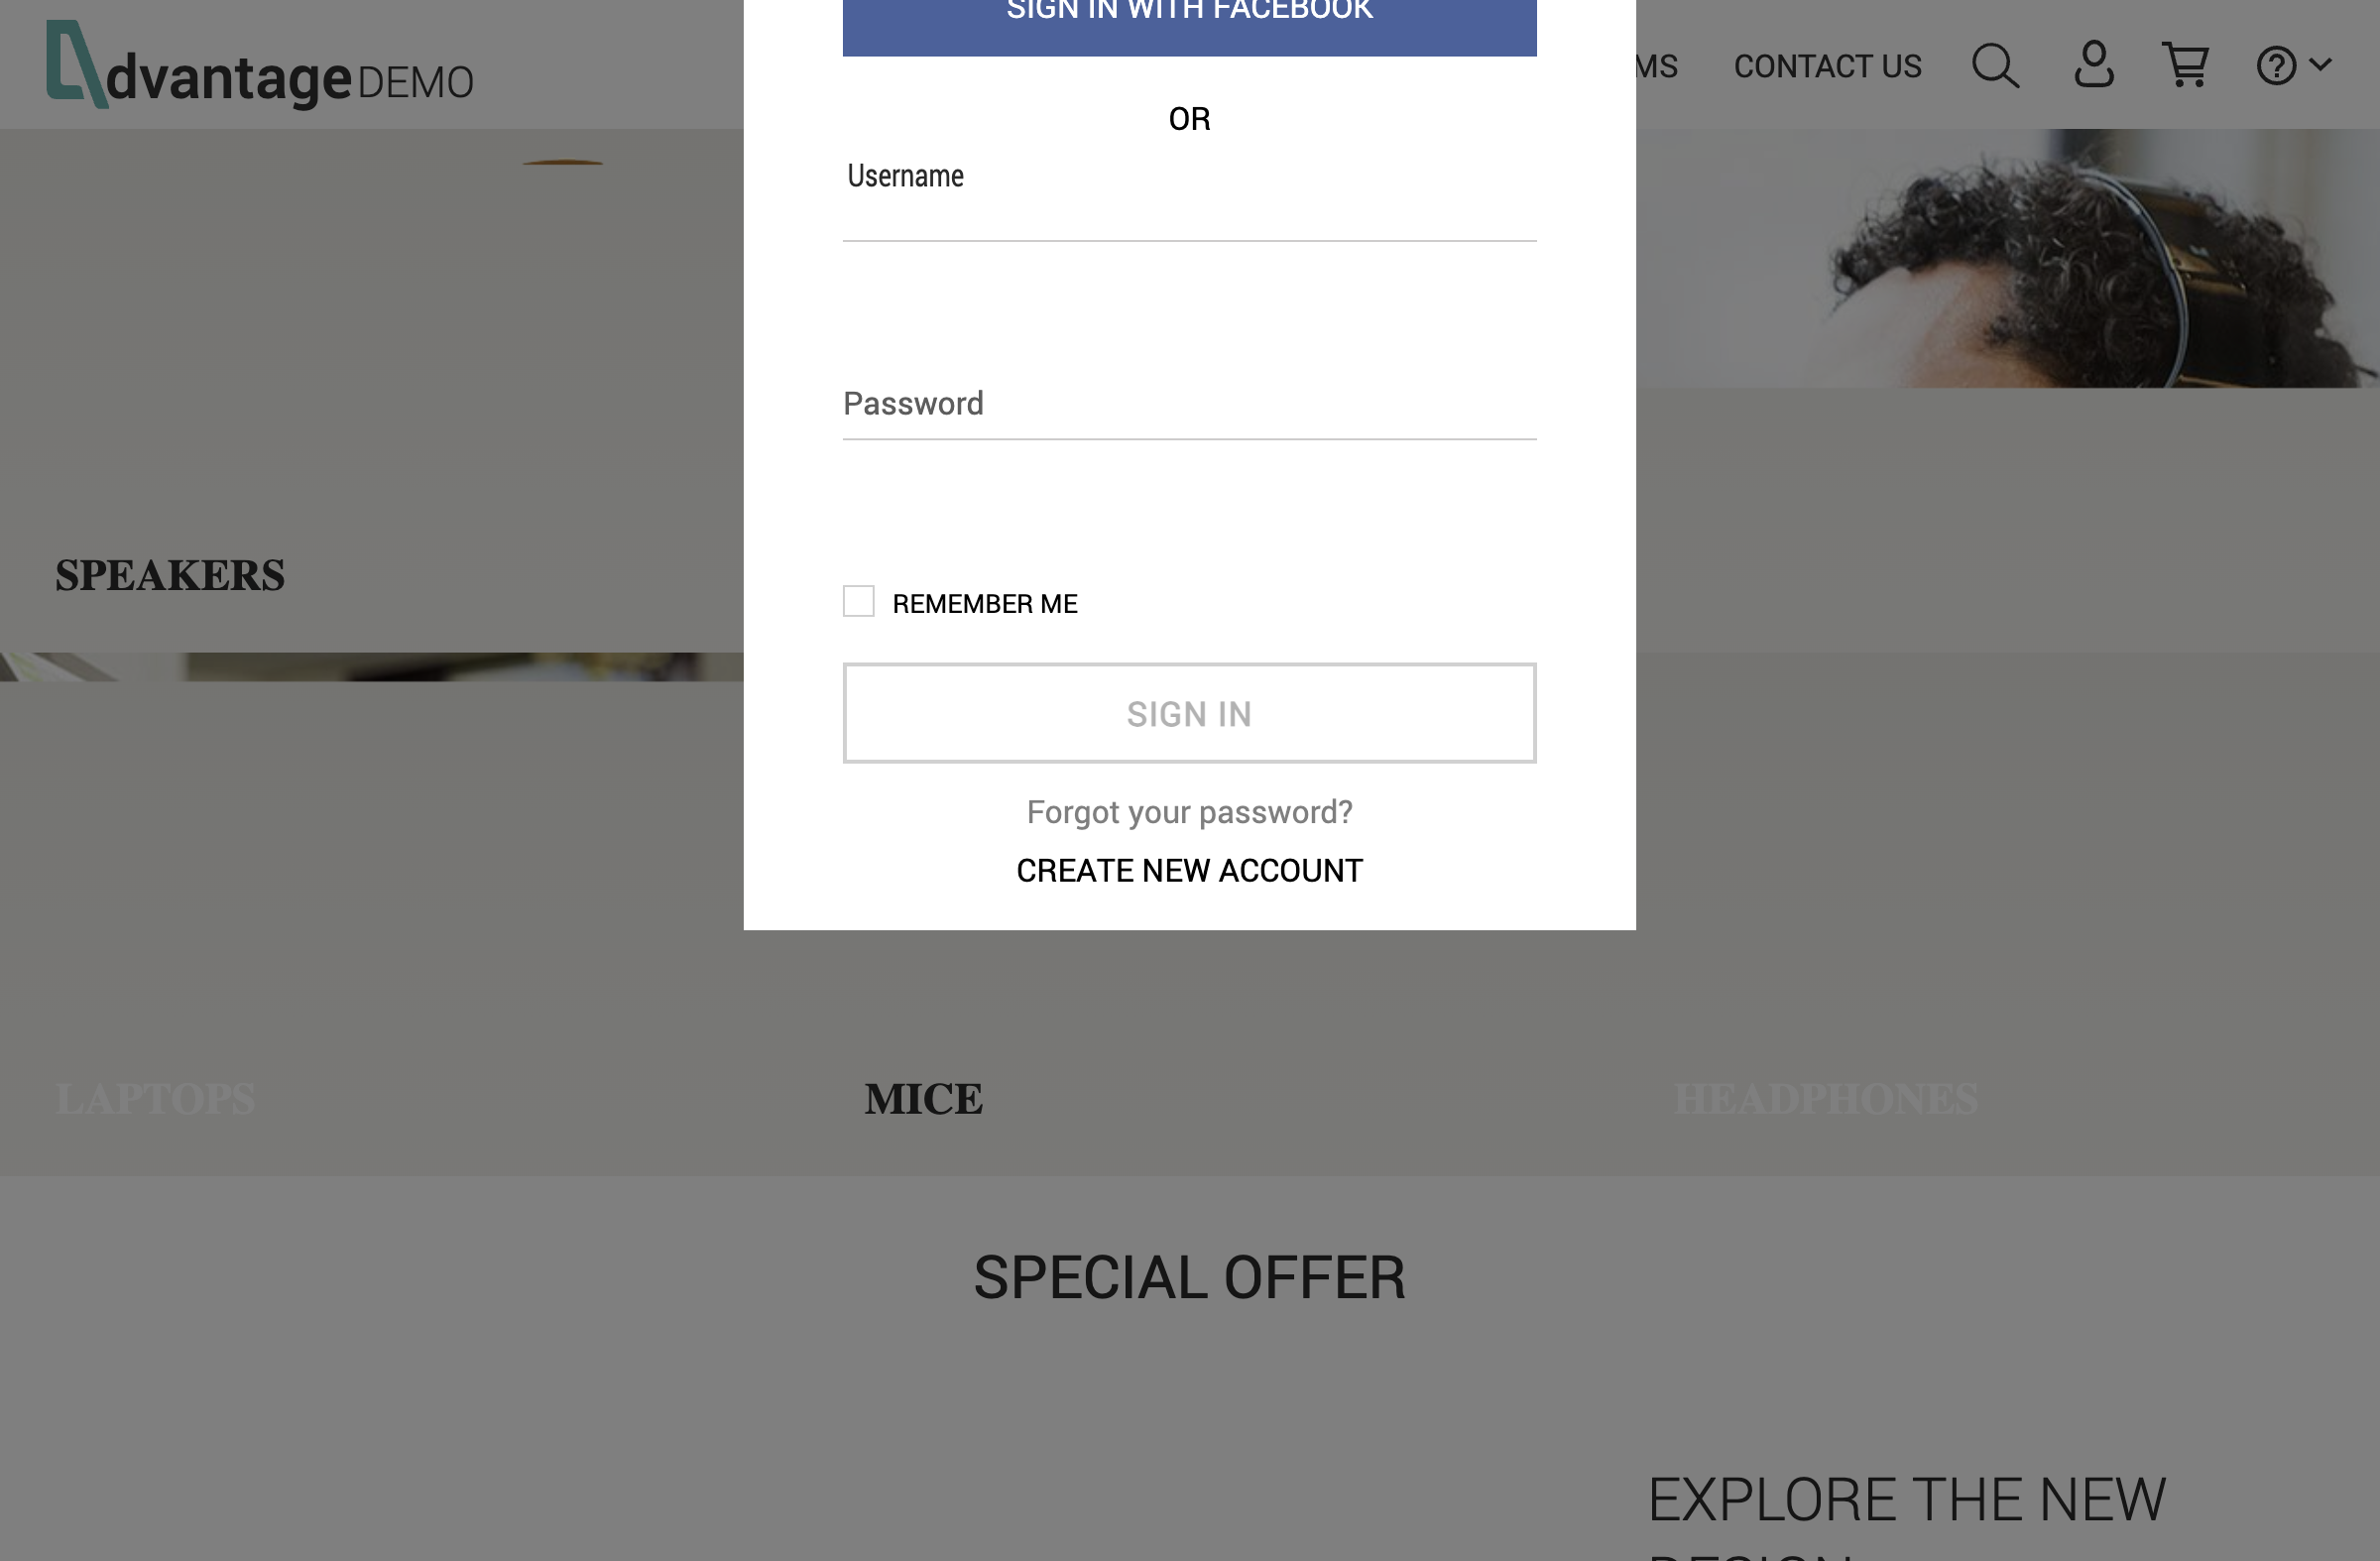 SIGN IN WITH FACEBOOK
dvantage DEMO
MS
CONTACT US
OR
Username
Password
SPEAKERS
REMEMBER ME
SIGN IN
Forgot your password?
CREATE NEW ACCOUNT
LAPTOPS
MICE
HEADPHONES
SPECIAL OFFER
EXPLORE THE NEW
DESIGN